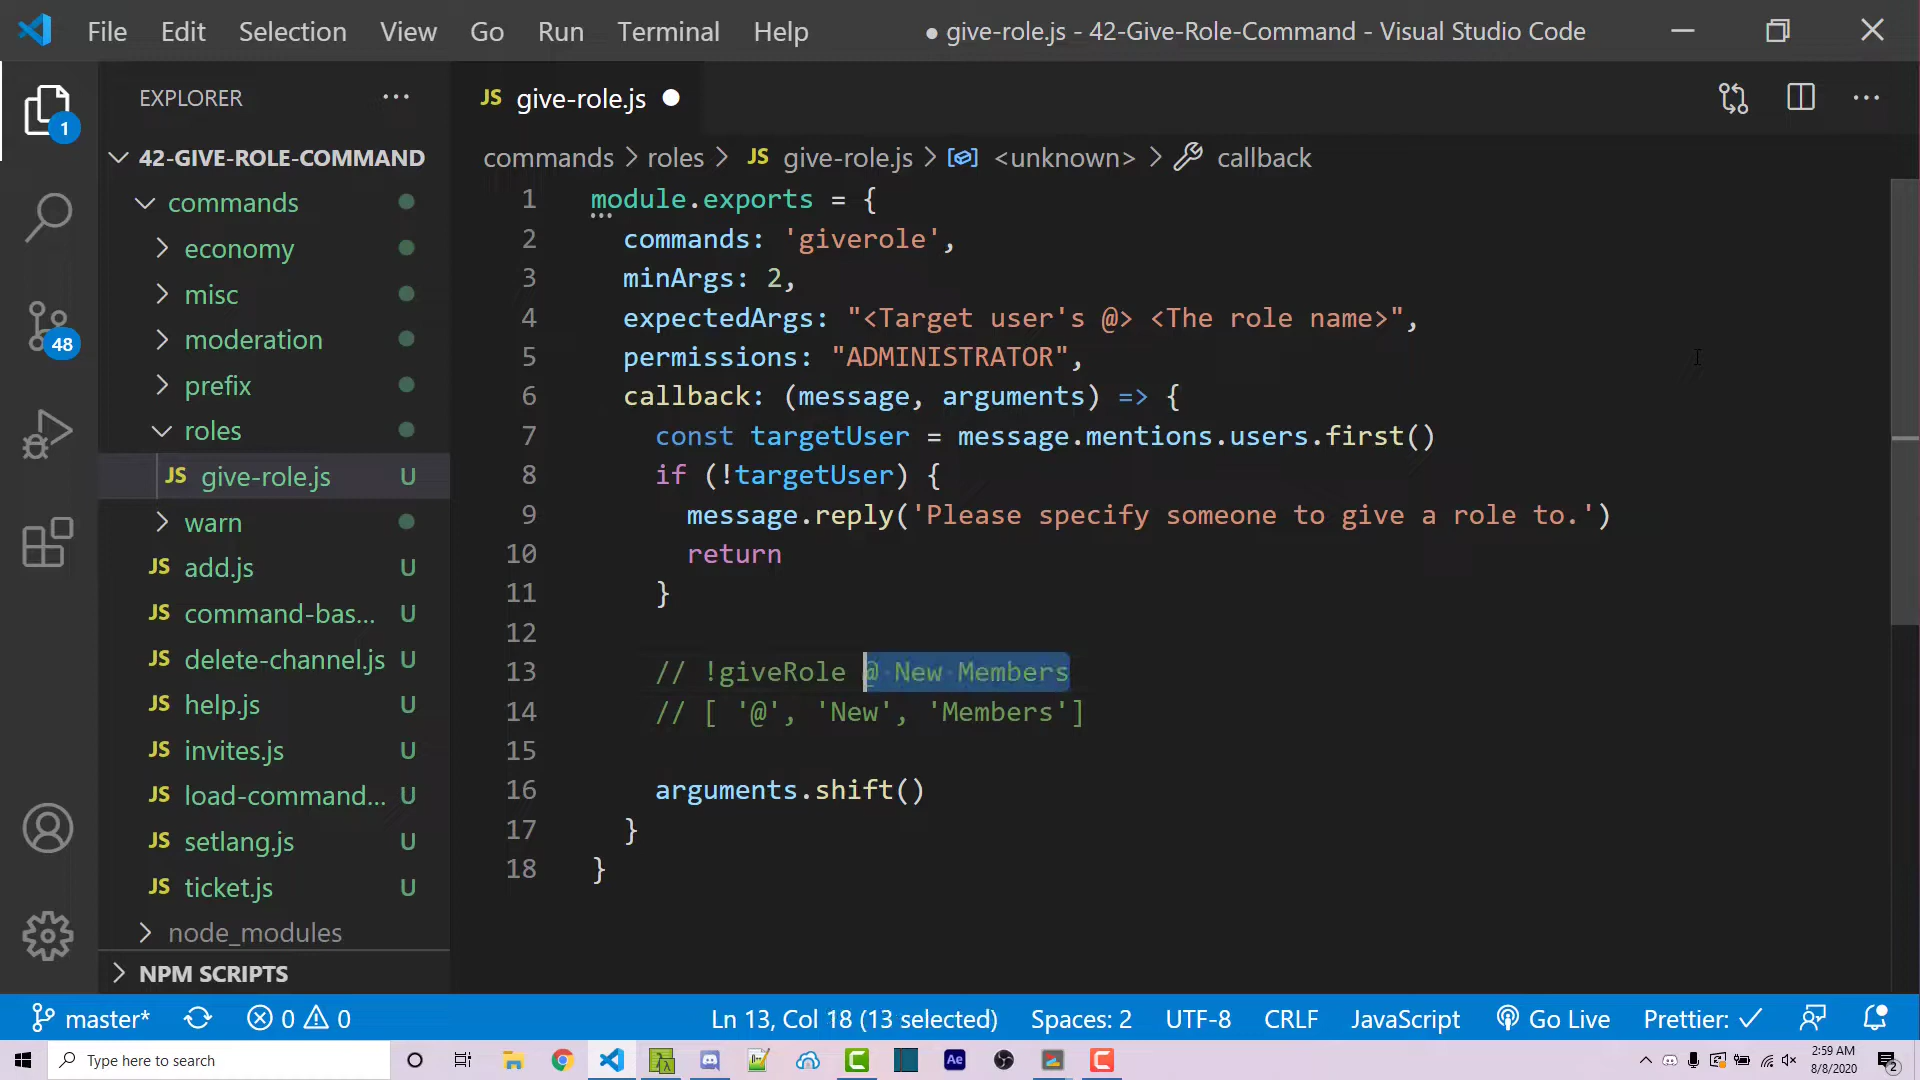 File Edit Selection View Go Run Terminal Help ● give-role.js - 42-Give-Role-Command - Visual Studio Code
EXPLORER ···
JS give-role.js ●
1
42-GIVE-ROLE-COMMAND
commands > roles > JS give-role.js > <unknown> > callback
commands
economy
misc
moderation
prefix
roles
JS give-role.js U
warn
JS add.js U
JS command-bas... U
JS delete-channel.js U
JS help.js U
JS invites.js U
JS load-command... U
JS setlang.js U
JS ticket.js U
node_modules
NPM SCRIPTS
48
1 module.exports = {
2 commands: 'giverole',
3 minArgs: 2,
4 expectedArgs: "<Target user's @> <The role name>",
5 permissions: "ADMINISTRATOR",
6 callback: (message, arguments) => {
7 const targetUser = message.mentions.users.first()
8 if (!targetUser) {
9 message.reply('Please specify someone to give a role to.')
10 return
11 }
12
13 // !giveRole @ New Members
14 // [ '@', 'New', 'Members']
15
16 arguments.shift()
17 }
18 }
master* 0 0 Ln 13, Col 18 (13 selected) Spaces: 2 UTF-8 CRLF JavaScript Go Live Prettier: ✓
Type here to search
Ae
2:59 AM
8/8/2020
2